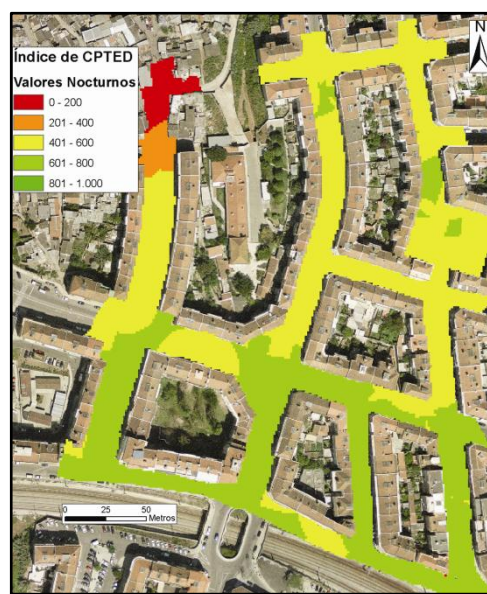 Índice de CPTED
Valores Nocturnos
0 - 200
201 - 400
401 - 600
601 - 800
801 - 1.000
N
0 25 50
Metros